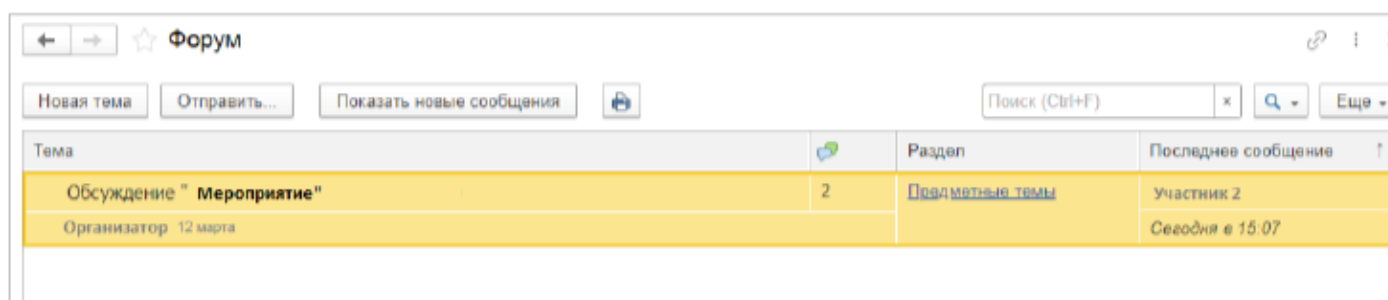 Форум
Новая тема Отправить... Показать новые сообщения Поиск (Ctrl+F) × Еще
Тема Раздел Последнее сообщение ↑
Обсуждение " Мероприятие" 2 Предметные темы Участник 2
Организатор 12 марта Сегодня в 15:07